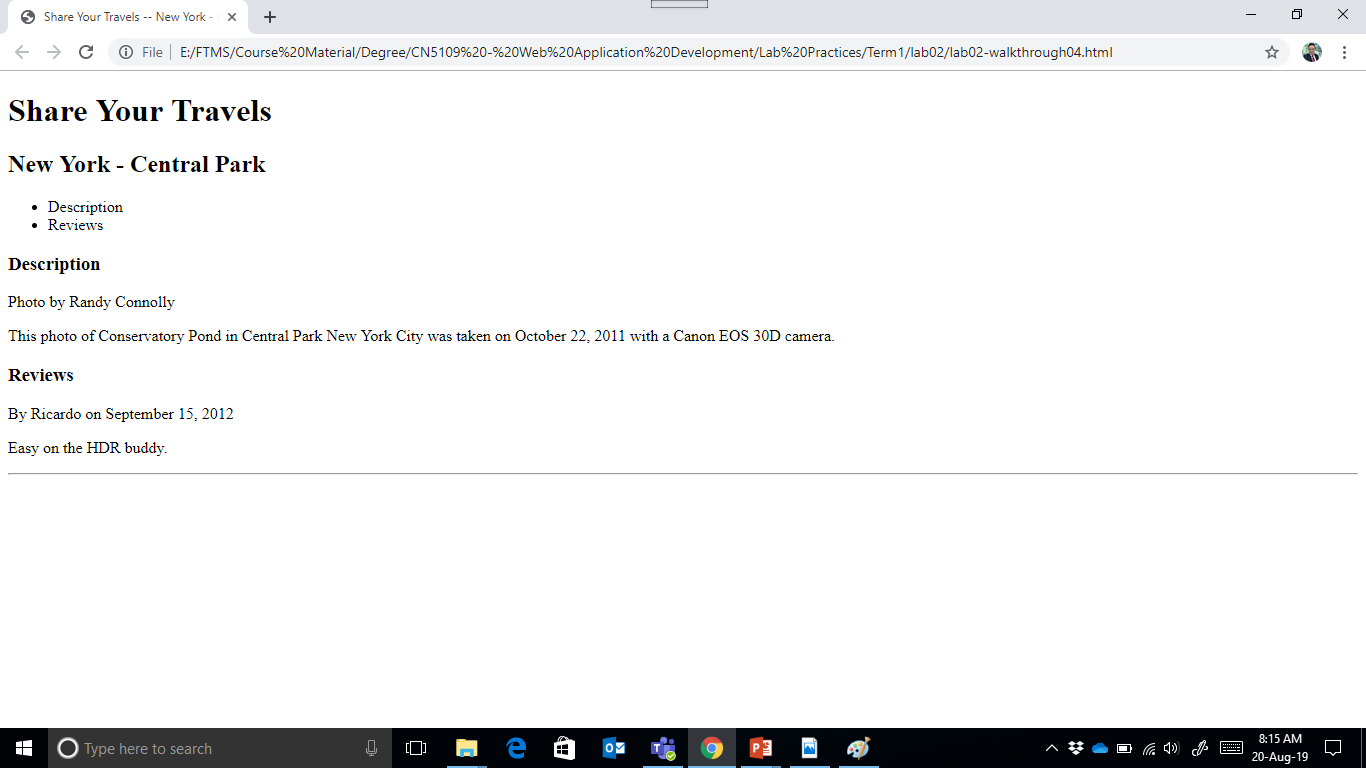 Share Your Travels -- New York -
File
E:/FTMS/Course%20Material/Degree/CN5109%20-%20Web%20Application%20Development/Lab%20Practices/Term1/lab02/lab02-walkthrough04.html
Share Your Travels
New York - Central Park
• Description
• Reviews
Description
Photo by Randy Connolly
This photo of Conservatory Pond in Central Park New York City was taken on October 22, 2011 with a Canon EOS 30D camera.
Reviews
By Ricardo on September 15, 2012
Easy on the HDR buddy.
Type here to search
8:15 AM
20-Aug-19